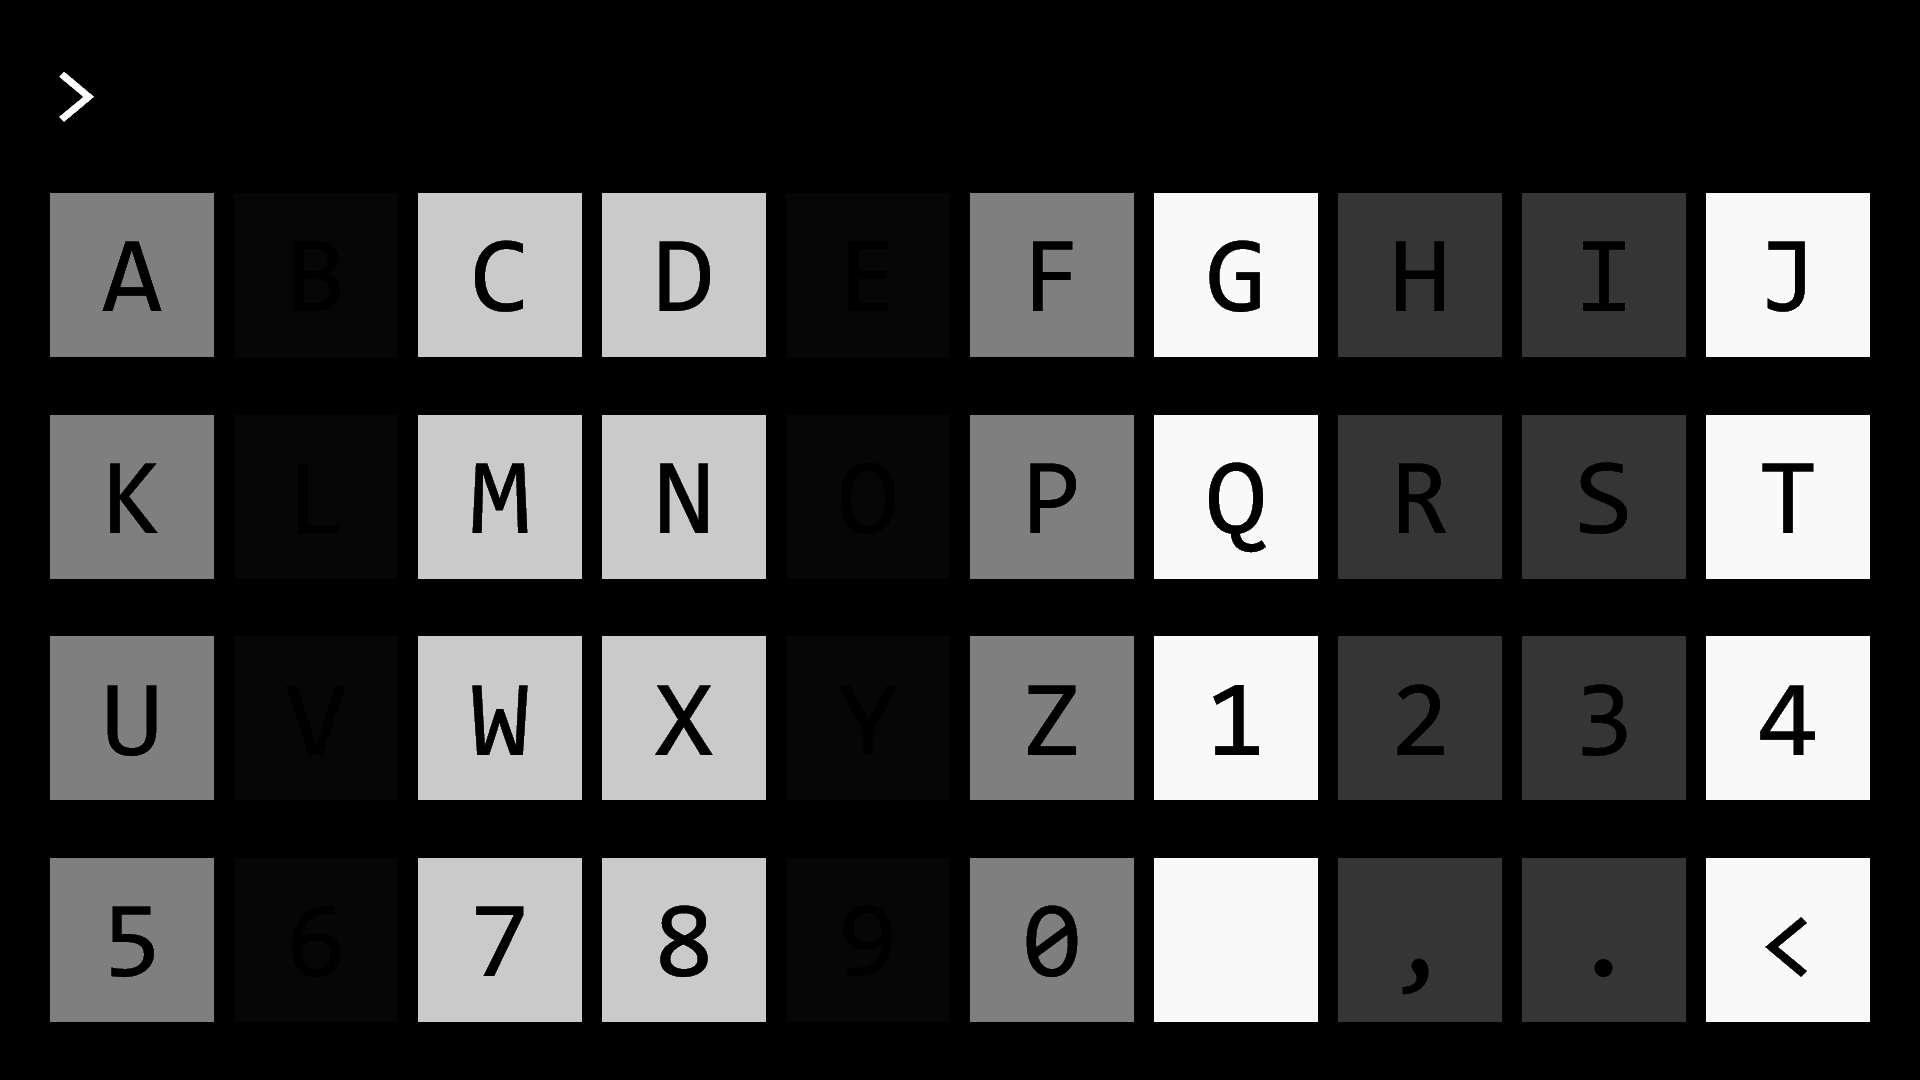 >
A B C D E F G H I J
K L M N O P Q R S T
U V W X Y Z 1 2 3 4
5 6 7 8 9 0 , . <